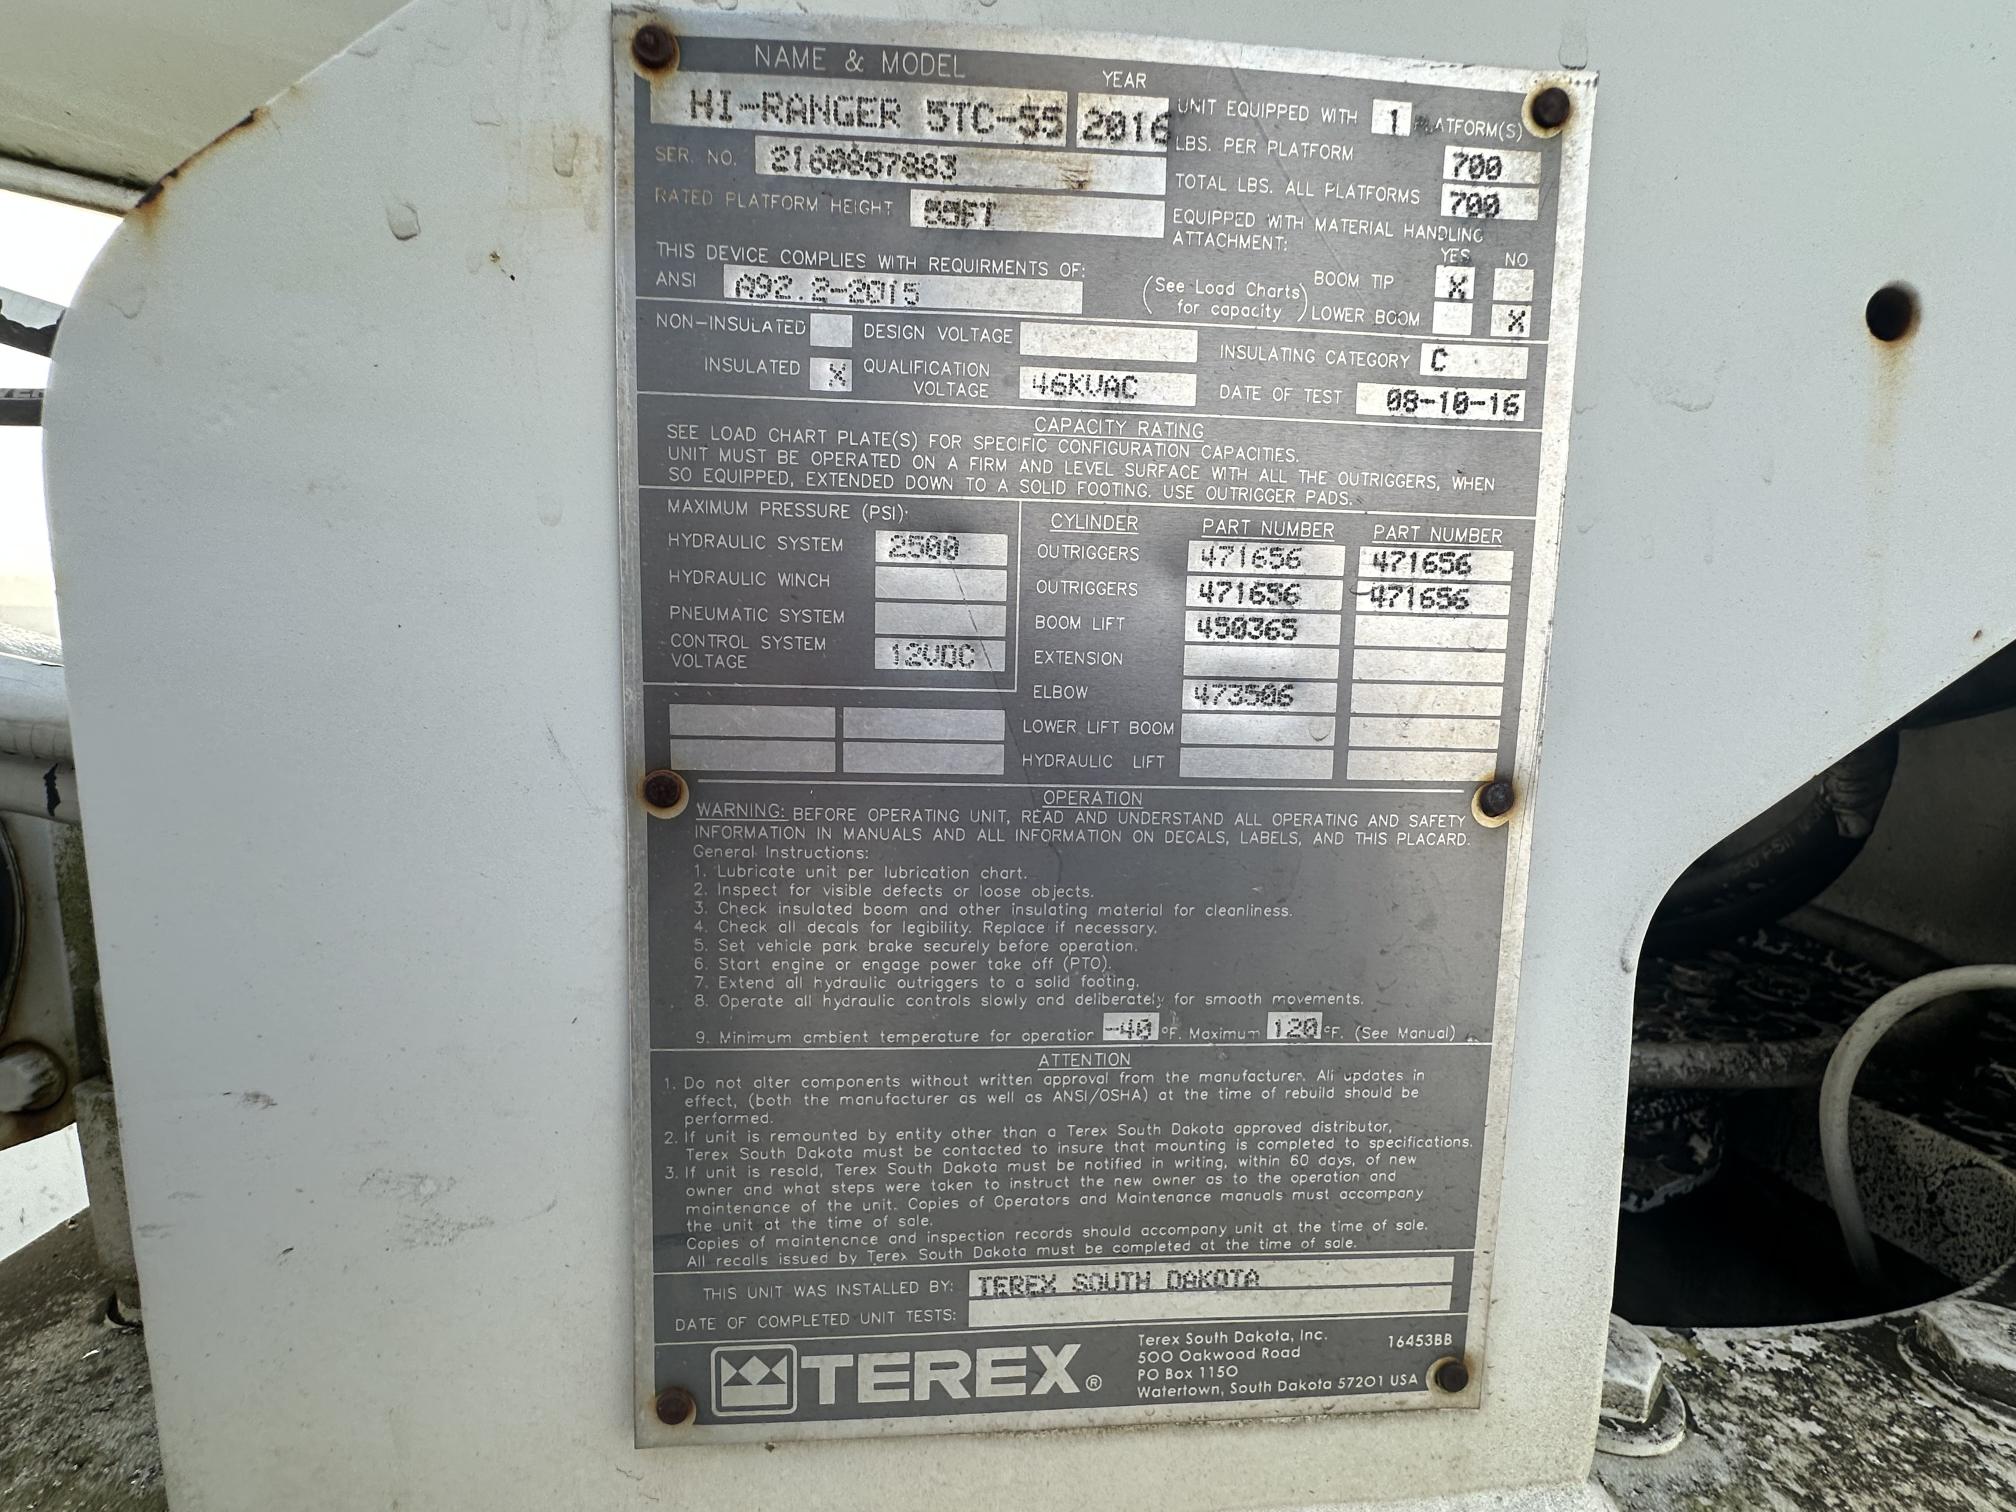 NAME & MODEL
YEAR
HI-RANGER 5TC-55 2016
UNIT EQUIPPED WITH 1 PLATFORM(S)
SER. NO. 2160857883
LBS. PER PLATFORM 700
TOTAL LBS. ALL PLATFORMS 700
RATED PLATFORM HEIGHT 55FT
EQUIPPED WITH MATERIAL HANDLING
ATTACHMENT:
YES NO
THIS DEVICE COMPLIES WITH REQUIRMENTS OF:
ANSI A92.2-2015
(See Load Charts
for capacity)
BOOM TIP X
LOWER BOOM X
NON-INSULATED DESIGN VOLTAGE
INSULATING CATEGORY C
INSULATED X QUALIFICATION
VOLTAGE 46KVAC
DATE OF TEST 08-10-16
CAPACITY RATING
SEE LOAD CHART PLATE(S) FOR SPECIFIC CONFIGURATION CAPACITIES.
UNIT MUST BE OPERATED ON A FIRM AND LEVEL SURFACE WITH ALL THE OUTRIGGERS, WHEN
SO EQUIPPED, EXTENDED DOWN TO A SOLID FOOTING. USE OUTRIGGER PADS.
MAXIMUM PRESSURE (PSI):
HYDRAULIC SYSTEM 2500
HYDRAULIC WINCH
PNEUMATIC SYSTEM
CONTROL SYSTEM
VOLTAGE 12VDC
CYLINDER PART NUMBER PART NUMBER
OUTRIGGERS 471656 471656
OUTRIGGERS 471656 471656
BOOM LIFT 450365
EXTENSION
ELBOW 473506
LOWER LIFT BOOM
HYDRAULIC LIFT
OPERATION
WARNING: BEFORE OPERATING UNIT, READ AND UNDERSTAND ALL OPERATING AND SAFETY
INFORMATION IN MANUALS AND ALL INFORMATION ON DECALS, LABELS, AND THIS PLACARD.
General Instructions:
1. Lubricate unit per lubrication chart.
2. Inspect for visible defects or loose objects.
3. Check insulated boom and other insulating material for cleanliness.
4. Check all decals for legibility. Replace if necessary.
5. Set vehicle park brake securely before operation.
6. Start engine or engage power take off (PTO).
7. Extend all hydraulic outriggers to a solid footing.
8. Operate all hydraulic controls slowly and deliberately for smooth movements.
9. Minimum ambient temperature for operation -40 °F. Maximum 120 °F. (See Manual)
ATTENTION
1. Do not alter components without written approval from the manufacturer. All updates in
effect, (both the manufacturer as well as ANSI/OSHA) at the time of rebuild should be
performed.
2. If unit is remounted by entity other than a Terex South Dakota approved distributor,
Terex South Dakota must be contacted to insure that mounting is completed to specifications.
3. If unit is resold, Terex South Dakota must be notified in writing, within 60 days, of new
owner and what steps were taken to instruct the new owner as to the operation and
maintenance of the unit. Copies of Operators and Maintenance manuals must accompany
the unit at the time of sale.
Copies of maintenance and inspection records should accompany unit at the time of sale.
All recalls issued by Terex South Dakota must be completed at the time of sale.
THIS UNIT WAS INSTALLED BY: TEREX SOUTH DAKOTA
DATE OF COMPLETED UNIT TESTS:
TEREX®
Terex South Dakota, Inc.
500 Oakwood Road
PO Box 1150
Watertown, South Dakota 57201 USA
16453BB